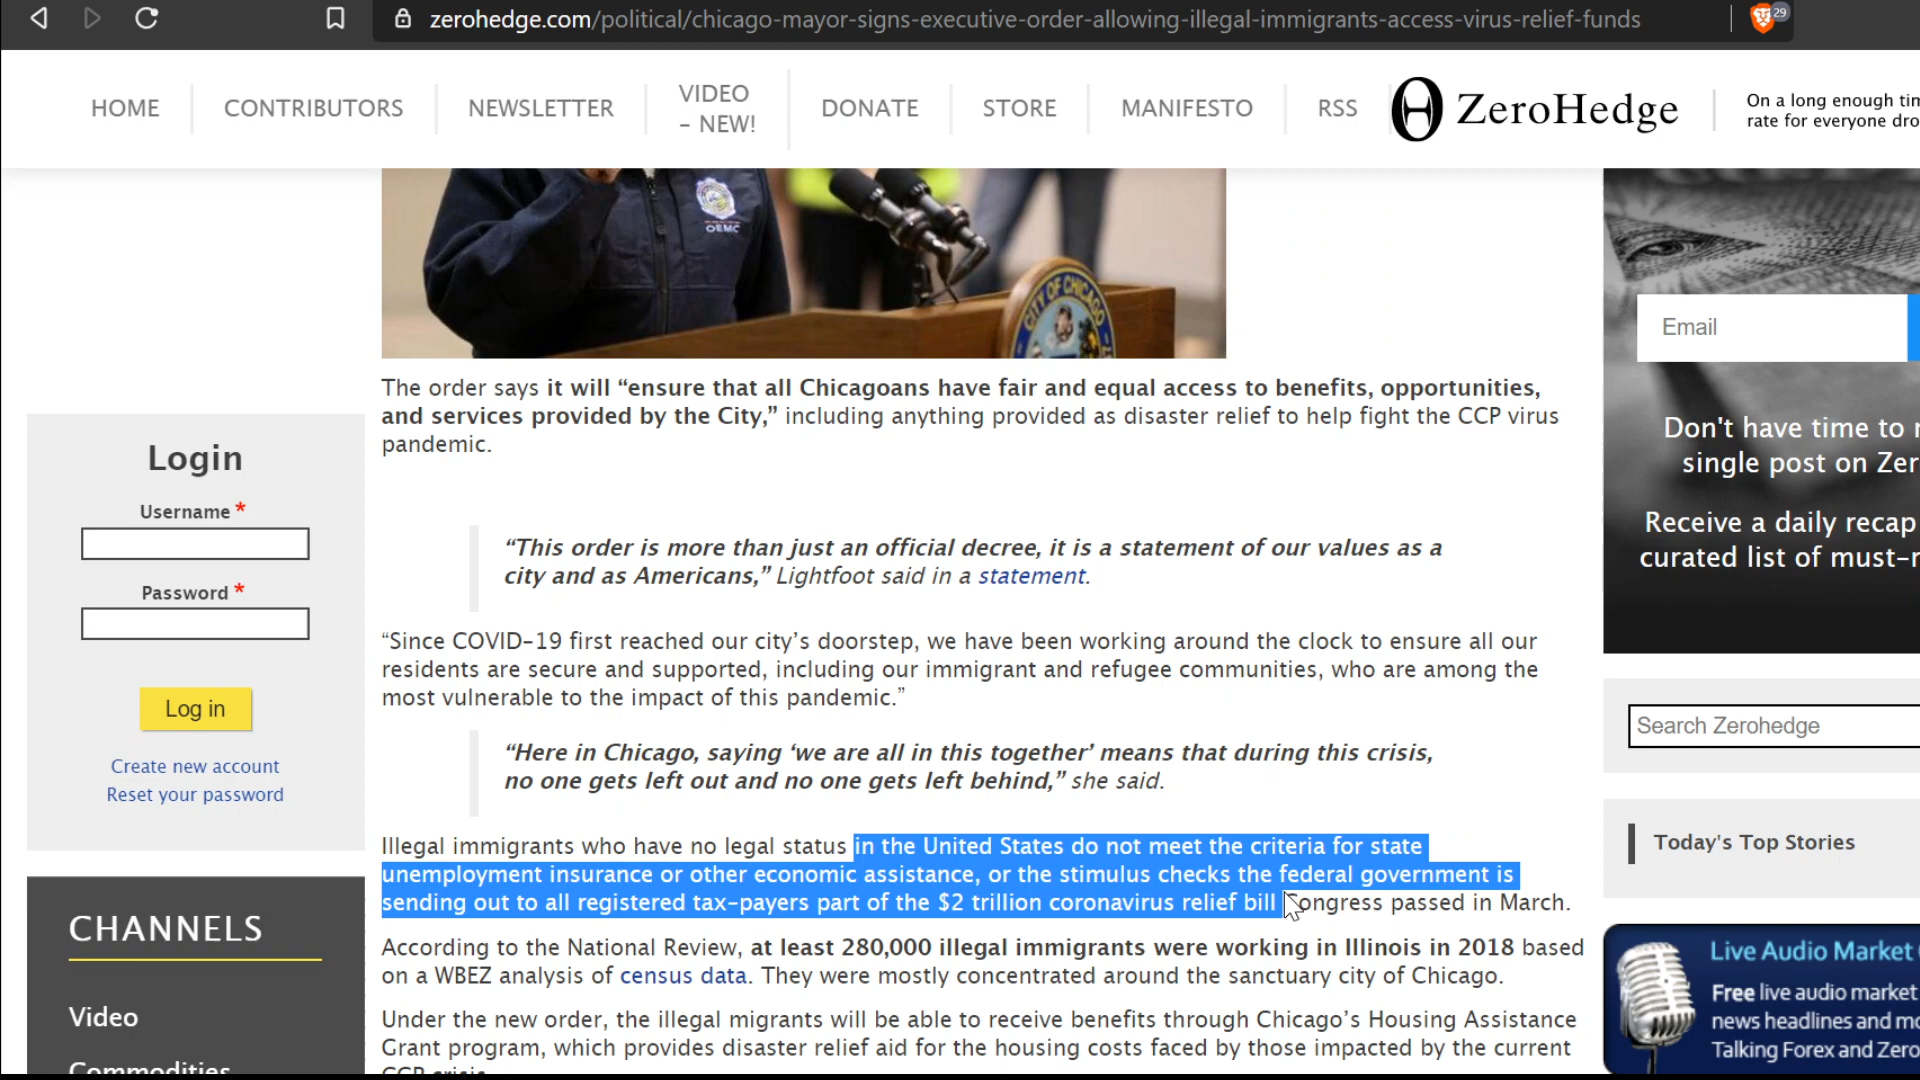 zerohedge.com/political/chicago-mayor-signs-executive-order-allowing-illegal-immigrants-access-virus-relief-funds
29
HOME
CONTRIBUTORS
NEWSLETTER
VIDEO
- NEW!
DONATE
STORE
MANIFESTO
RSS
ZeroHedge
On a long enough tim
rate for everyone dro
OEMC
CITY OF CHICAGO
The order says it will “ensure that all Chicagoans have fair and equal access to benefits, opportunities,
and services provided by the City,” including anything provided as disaster relief to help fight the CCP virus
pandemic.
“This order is more than just an official decree, it is a statement of our values as a
city and as Americans,” Lightfoot said in a statement.
“Since COVID-19 first reached our city’s doorstep, we have been working around the clock to ensure all our
residents are secure and supported, including our immigrant and refugee communities, who are among the
most vulnerable to the impact of this pandemic.”
“Here in Chicago, saying ‘we are all in this together’ means that during this crisis,
no one gets left out and no one gets left behind,” she said.
Illegal immigrants who have no legal status in the United States do not meet the criteria for state
unemployment insurance or other economic assistance, or the stimulus checks the federal government is
sending out to all registered tax-payers part of the $2 trillion coronavirus relief bill Congress passed in March.
According to the National Review, at least 280,000 illegal immigrants were working in Illinois in 2018 based
on a WBEZ analysis of census data. They were mostly concentrated around the sanctuary city of Chicago.
Under the new order, the illegal migrants will be able to receive benefits through Chicago’s Housing Assistance
Grant program, which provides disaster relief aid for the housing costs faced by those impacted by the current
CCP crisis
Login
Username *
Password *
Log in
Create new account
Reset your password
CHANNELS
Video
Commodities
Email
Don't have time to r
single post on Zer
Receive a daily recap
curated list of must-r
Search Zerohedge
Today's Top Stories
Live Audio Market
Free live audio market
news headlines and mo
Talking Forex and Zero